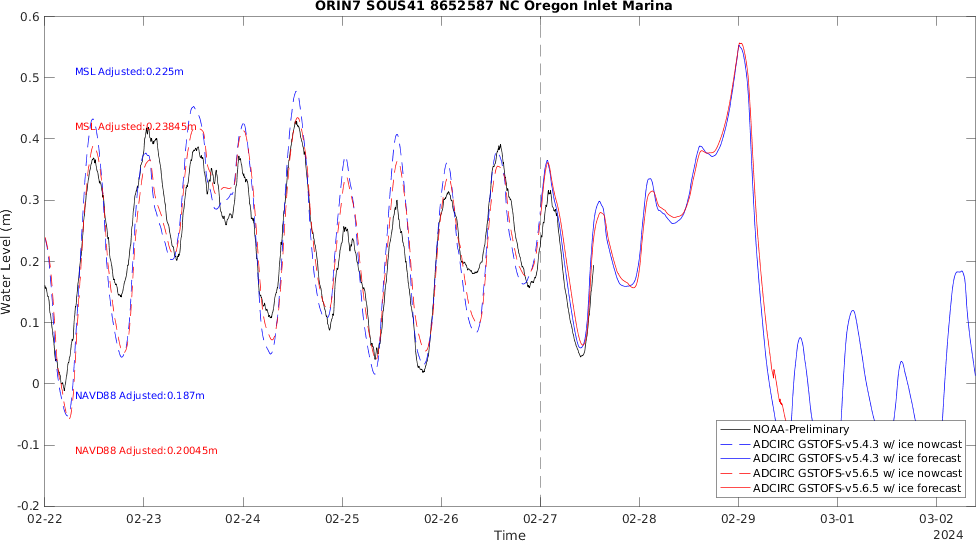 ORIN7 SOUS41 8652587 NC Oregon Inlet Marina
0.6
0.5
0.4
0.3
0.2
0.1
0
-0.1
-0.2
Water Level (m)
MSL Adjusted:0.225m
MSL Adjusted:0.23845m
NAVD88 Adjusted:0.187m
NAVD88 Adjusted:0.20045m
NOAA-Preliminary
ADCIRC GSTOFS-v5.4.3 w/ ice nowcast
ADCIRC GSTOFS-v5.4.3 w/ ice forecast
ADCIRC GSTOFS-v5.6.5 w/ ice nowcast
ADCIRC GSTOFS-v5.6.5 w/ ice forecast
02-22 02-23 02-24 02-25 02-26 02-27 02-28 02-29 03-01 03-02
Time
2024